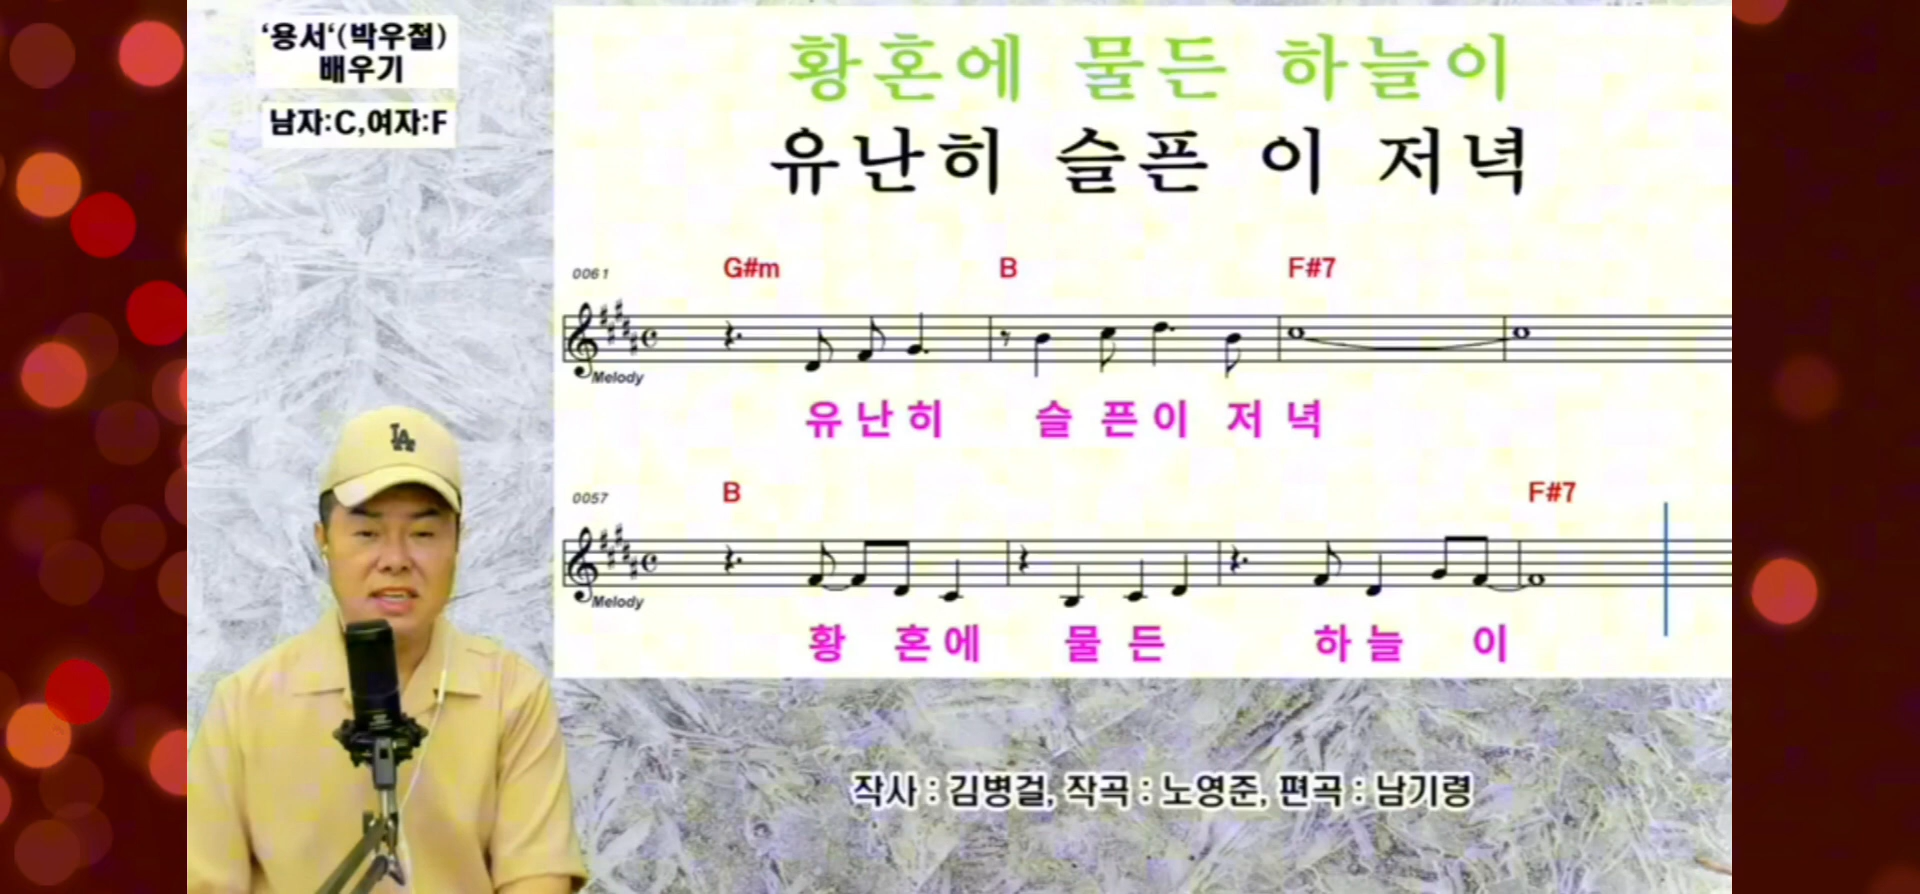 ‘용서‘(박우철)
배우기
남자:C,여자:F
황혼에 물든 하늘이
유난히 슬픈 이 저녁
0061 G#m B F#7
Melody
유 난 히 슬 픈 이 저 녁
0057 B F#7
Melody
황 혼 에 물 든 하 늘 이
LA
작사 : 김병걸, 작곡 : 노영준, 편곡 : 남기령